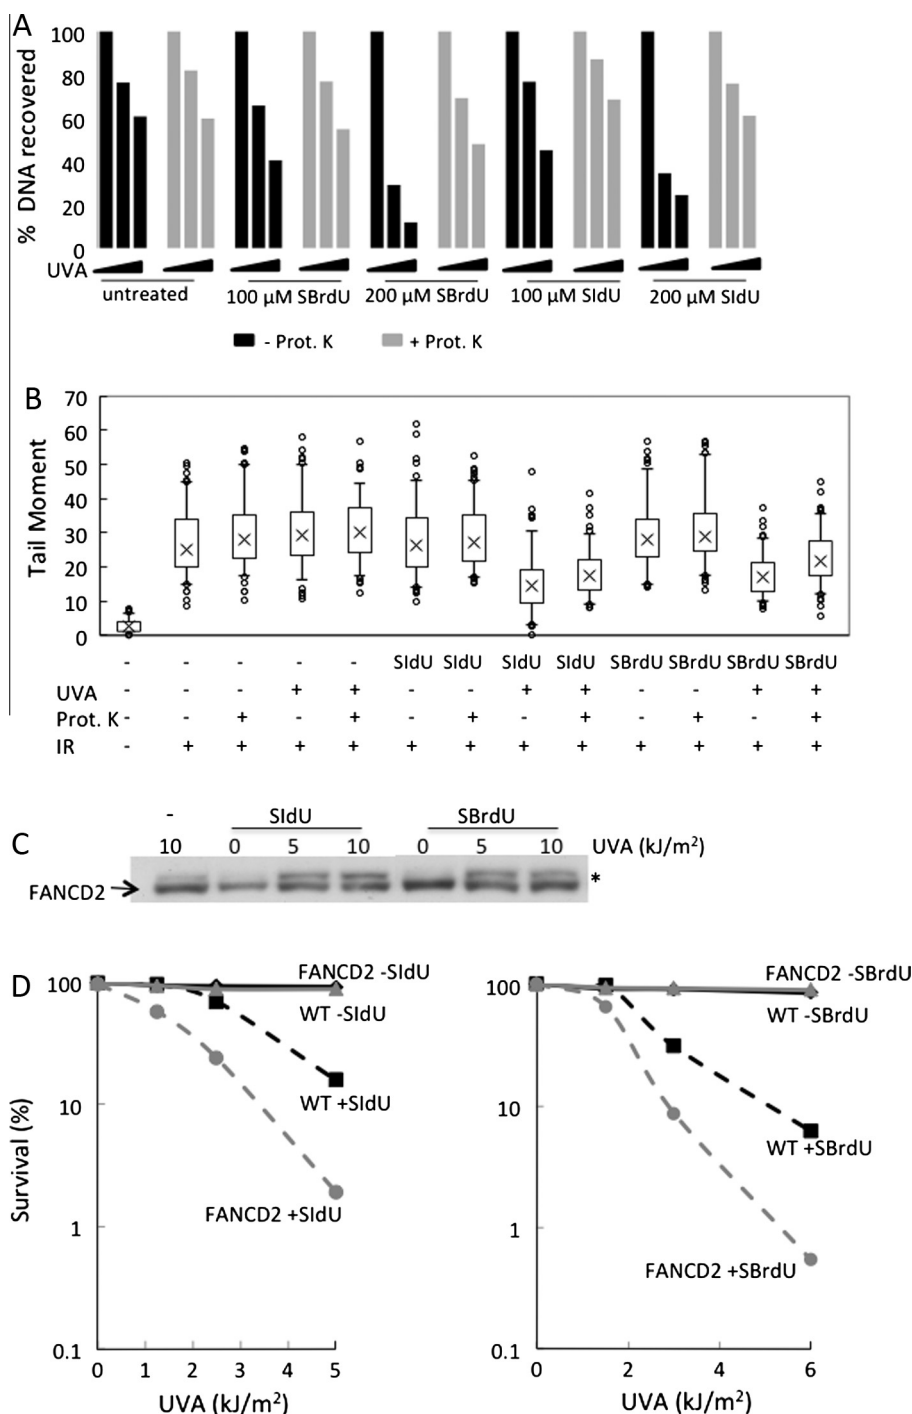 A
% DNA recovered
100
80
60
40
20
0
UVA
untreated
100 μM SBrdU
200 μM SBrdU
100 μM SIdU
200 μM SIdU
- Prot. K
+ Prot. K
B
Tail Moment
70
60
50
40
30
20
10
0
- - - - - SIdU SIdU SIdU SIdU SBrdU SBrdU SBrdU SBrdU
UVA - - - + + - - + + - - + +
Prot. K - - + - + - + - + - + - +
IR - + + + + + + + + + + + +
C
- SIdU SBrdU
10 0 5 10 0 5 10 UVA (kJ/m²)
FANCD2
*
D
Survival (%)
100
10
1
0.1
FANCD2 -SIdU
WT -SIdU
WT +SIdU
FANCD2 +SIdU
0 1 2 3 4 5
UVA (kJ/m²)
100
10
1
0.1
FANCD2 -SBrdU
WT -SBrdU
WT +SBrdU
FANCD2 +SBrdU
0 2 4 6
UVA (kJ/m²)